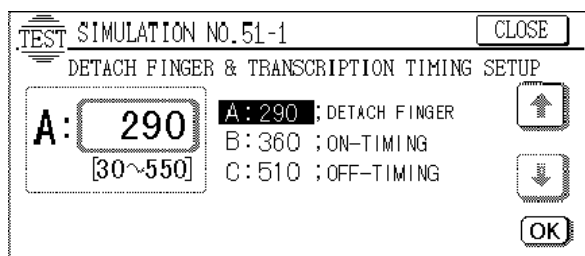 TEST SIMULATION NO.51-1 CLOSE
DETACH FINGER & TRANSCRIPTION TIMING SETUP
A: 290
[30~550]
A:290 ;DETACH FINGER
B:360 ;ON-TIMING
C:510 ;OFF-TIMING
OK